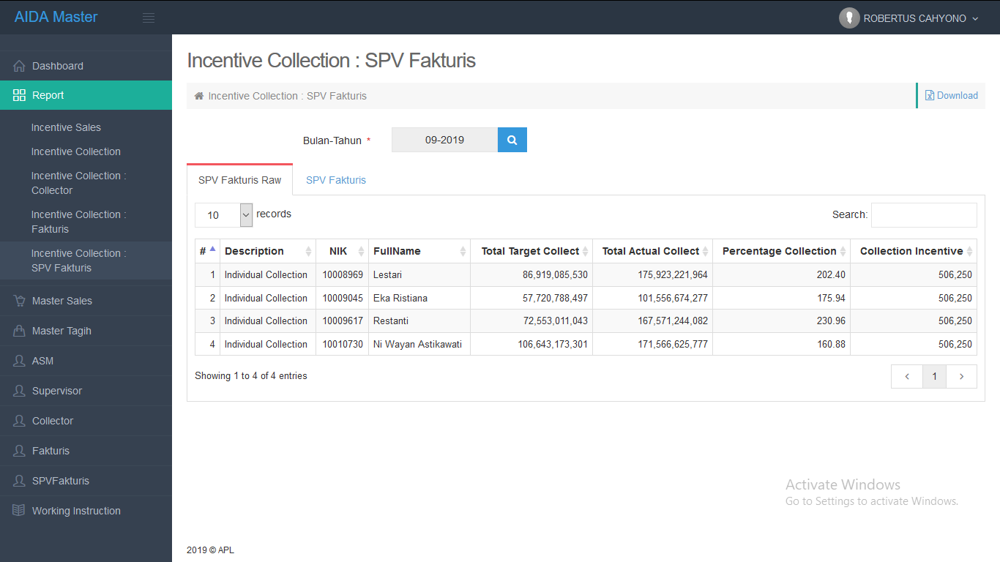 AIDA Master
ROBERTUS CAHYONO
Dashboard
Report
Incentive Sales
Incentive Collection
Incentive Collection :
Collector
Incentive Collection :
Fakturis
Incentive Collection :
SPV Fakturis
Master Sales
Master Tagih
ASM
Supervisor
Collector
Fakturis
SPVFakturis
Working Instruction
Incentive Collection : SPV Fakturis
Incentive Collection : SPV Fakturis
Download
Bulan-Tahun * 09-2019
SPV Fakturis Raw SPV Fakturis
10 records Search:
# Description NIK FullName Total Target Collect Total Actual Collect Percentage Collection Collection Incentive
1 Individual Collection 10008969 Lestari 86,919,085,530 175,923,221,964 202.40 506,250
2 Individual Collection 10009045 Eka Ristiana 57,720,788,497 101,556,674,277 175.94 506,250
3 Individual Collection 10009617 Restanti 72,553,011,043 167,571,244,082 230.96 506,250
4 Individual Collection 10010730 Ni Wayan Astikawati 106,643,173,301 171,566,625,777 160.88 506,250
Showing 1 to 4 of 4 entries
1
Activate Windows
Go to Settings to activate Windows.
2019 © APL